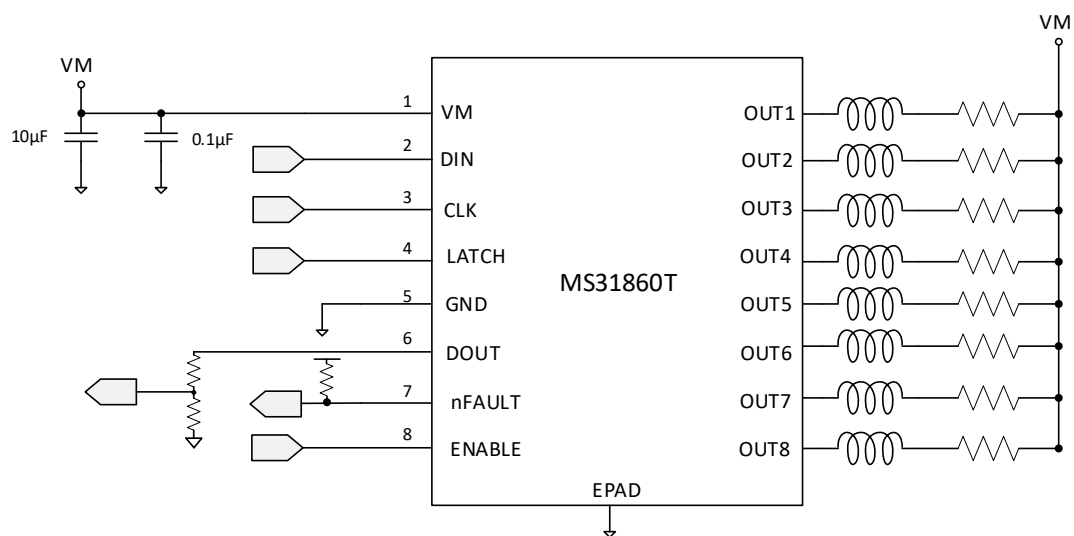 VM
VM
10µF
0.1µF
1
VM
2
DIN
3
CLK
4
LATCH
5
GND
6
DOUT
7
nFAULT
8
ENABLE
MS31860T
EPAD
OUT1
OUT2
OUT3
OUT4
OUT5
OUT6
OUT7
OUT8